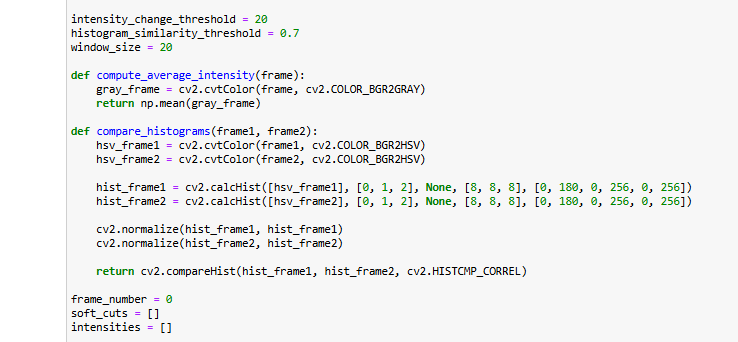 intensity_change_threshold = 20
histogram_similarity_threshold = 0.7
window_size = 20
def compute_average_intensity(frame):
    gray_frame = cv2.cvtColor(frame, cv2.COLOR_BGR2GRAY)
    return np.mean(gray_frame)
def compare_histograms(frame1, frame2):
    hsv_frame1 = cv2.cvtColor(frame1, cv2.COLOR_BGR2HSV)
    hsv_frame2 = cv2.cvtColor(frame2, cv2.COLOR_BGR2HSV)
    hist_frame1 = cv2.calcHist([hsv_frame1], [0, 1, 2], None, [8, 8, 8], [0, 180, 0, 256, 0, 256])
    hist_frame2 = cv2.calcHist([hsv_frame2], [0, 1, 2], None, [8, 8, 8], [0, 180, 0, 256, 0, 256])
    cv2.normalize(hist_frame1, hist_frame1)
    cv2.normalize(hist_frame2, hist_frame2)
    return cv2.compareHist(hist_frame1, hist_frame2, cv2.HISTCMP_CORREL)
frame_number = 0
soft_cuts = []
intensities = []